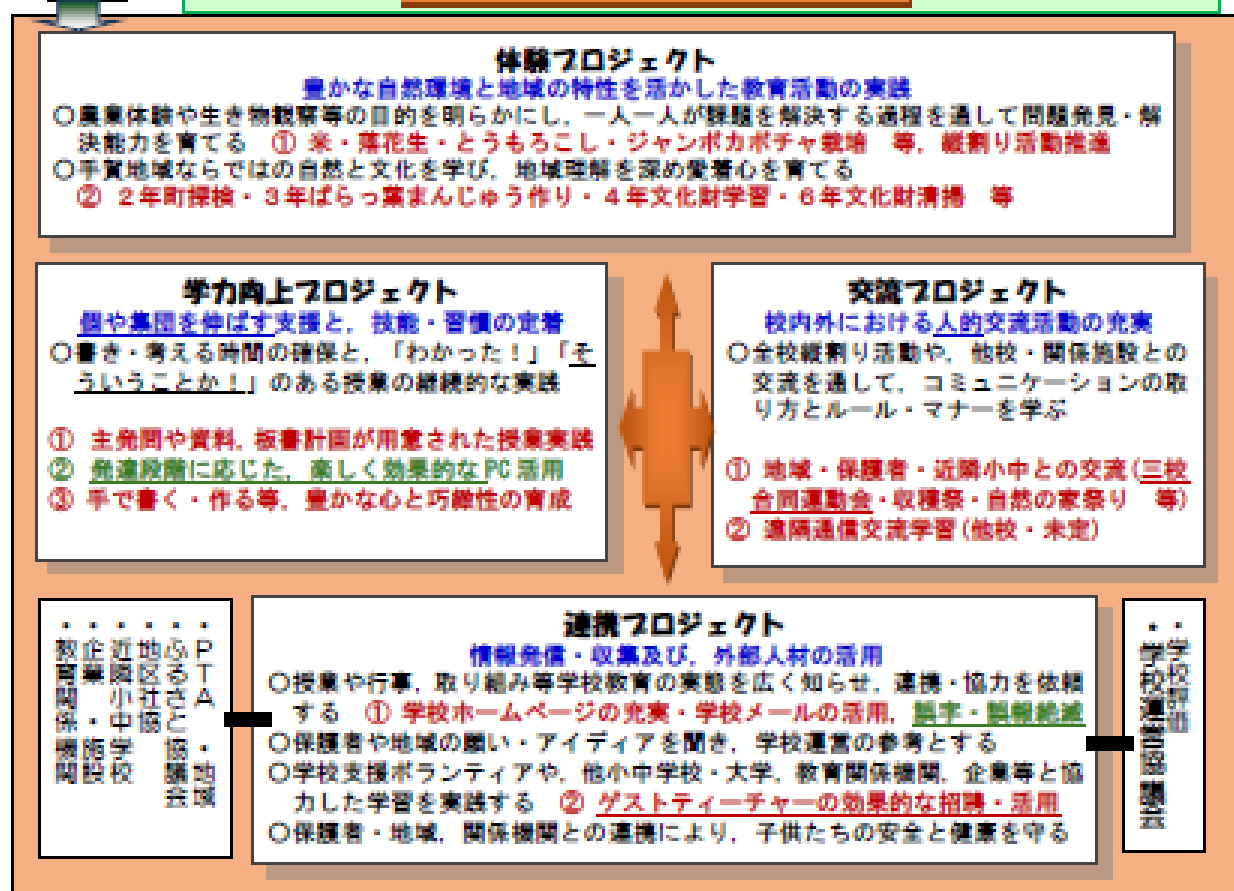 体験プロジェクト
豊かな自然環境と地域の特性を活かした教育活動の実践
○農業体験や生き物観察等の目的を明らかにし，一人一人が課題を解決する過程を通して問題発見・解
決能力を育てる　① 米・落花生・とうもろこし・ジャンボカボチャ栽培　等，縦割り活動推進
○手賀地域ならではの自然と文化を学び，地域理解を深め愛着心を育てる
② ２年町探検・３年ばらっ葉まんじゅう作り・４年文化財学習・６年文化財清掃　等
学力向上プロジェクト
個や集団を伸ばす支援と，技能・習慣の定着
○書き・考える時間の確保と，「わかった！」「そ
ういうことか！」のある授業の継続的な実践
① 主発問や資料，板書計画が用意された授業実践
② 発達段階に応じた，楽しく効果的なPC活用
③ 手で書く・作る等，豊かな心と巧緻性の育成
交流プロジェクト
校内外における人的交流活動の充実
○全校縦割り活動や，他校・関係施設との
交流を通して，コミュニケーションの取
り方とルール・マナーを学ぶ
① 地域・保護者・近隣小中との交流(三校
合同運動会・収穫祭・自然の家祭り　等)
② 遠隔通信交流学習(他校・未定)
・ＰＴＡ・地域
・ふるさと協議会
・地区社協
・近隣小中学校
・企業・施設
・教育関係機関
連携プロジェクト
情報発信・収集及び，外部人材の活用
○授業や行事，取り組み等学校教育の実態を広く知らせ，連携・協力を依頼
する　① 学校ホームページの充実・学校メールの活用，誤字・誤報絶滅
○保護者や地域の願い・アイディアを聞き，学校運営の参考とする
○学校支援ボランティアや，他小中学校・大学，教育関係機関，企業等と協
力した学習を実践する　② ゲストティーチャーの効果的な招聘・活用
○保護者・地域，関係機関との連携により，子供たちの安全と健康を守る
・学校評価
・学校運営協議会